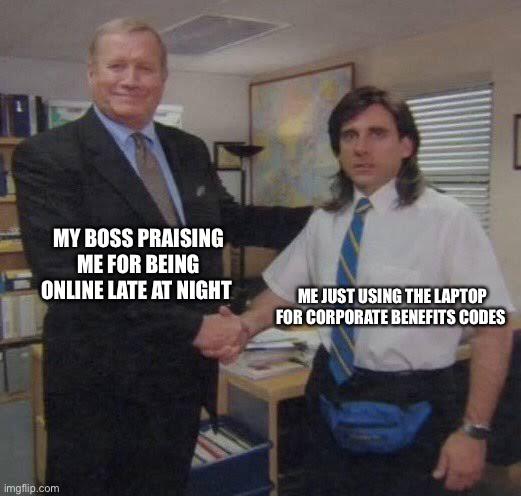 MY BOSS PRAISING
ME FOR BEING
ONLINE LATE AT NIGHT
ME JUST USING THE LAPTOP
FOR CORPORATE BENEFITS CODES
imgflip.com